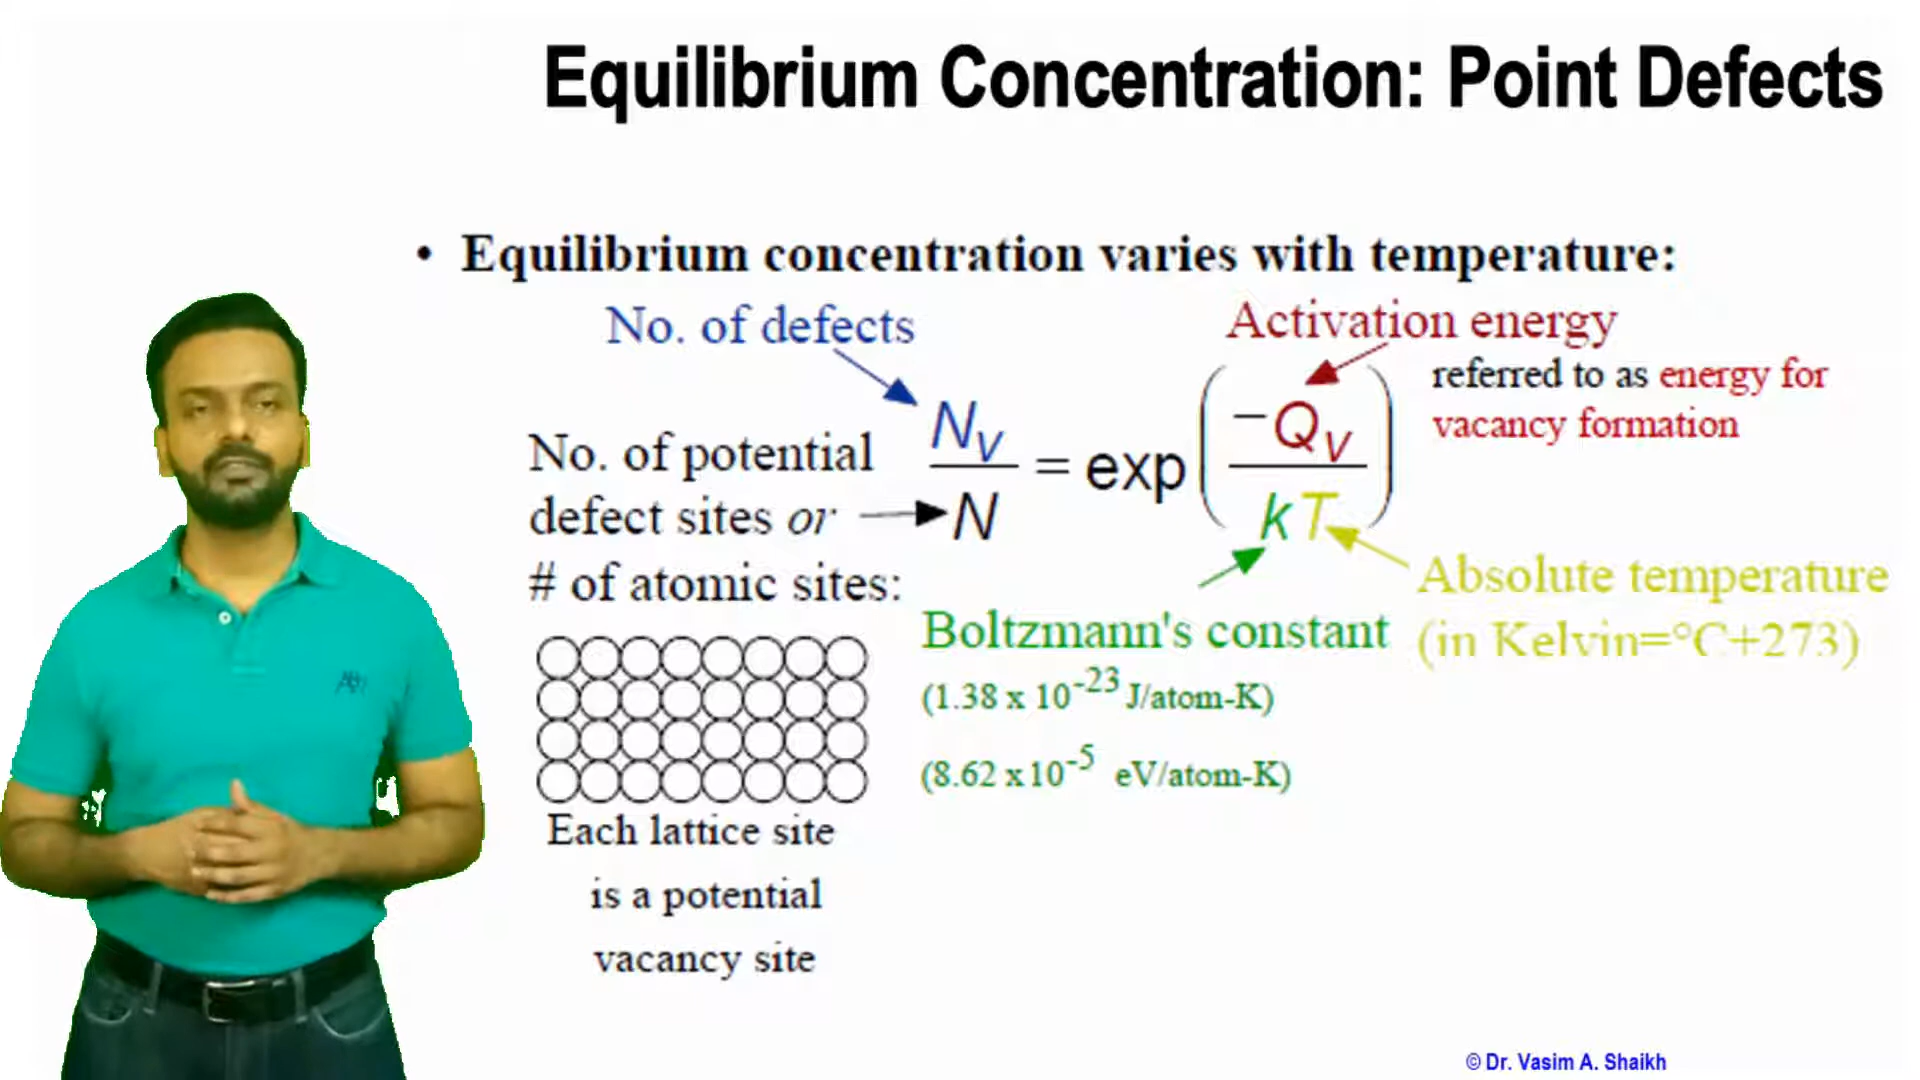 Equilibrium Concentration: Point Defects
• Equilibrium concentration varies with temperature:
No. of defects
Activation energy
referred to as energy for
vacancy formation
No. of potential
defect sites or
# of atomic sites:
N_V / N = exp(−Q_V / kT)
Boltzmann's constant
(1.38 x 10^-23 J/atom-K)
(8.62 x 10^-5 eV/atom-K)
Absolute temperature
(in Kelvin=°C+273)
Each lattice site
is a potential
vacancy site
© Dr. Vasim A. Shaikh